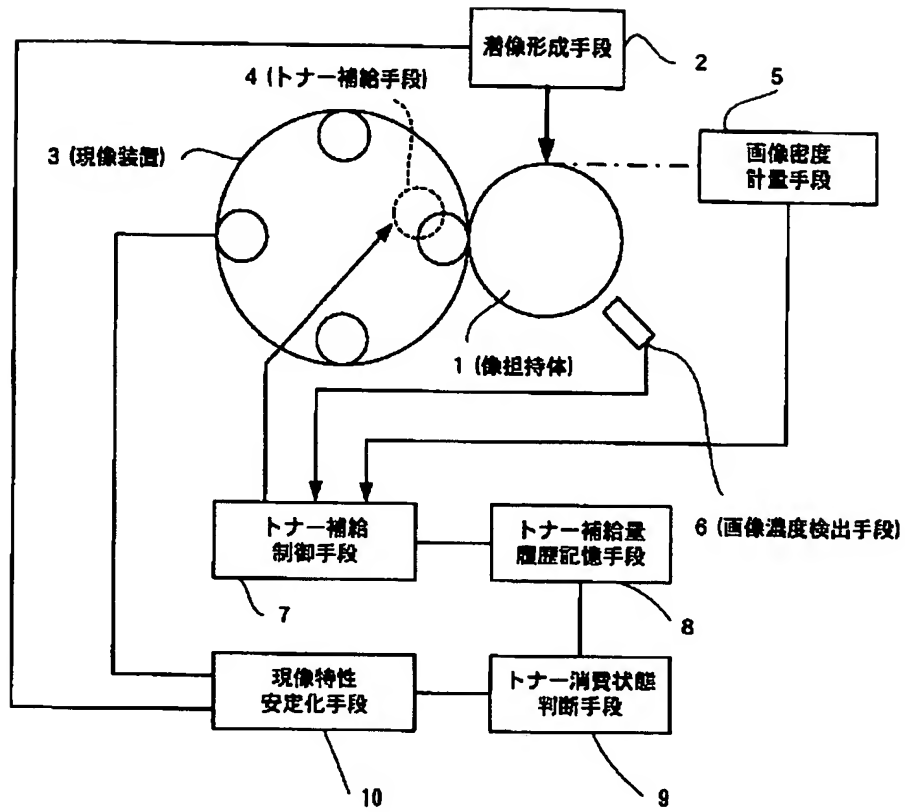 潜像形成手段
2
4 (トナー補給手段)
5
3 (現像装置)
画像密度
計量手段
1 (像担持体)
6 (画像濃度検出手段)
トナー補給
制御手段
7
トナー補給量
履歴記憶手段
8
現像特性
安定化手段
10
トナー消費状態
判断手段
9